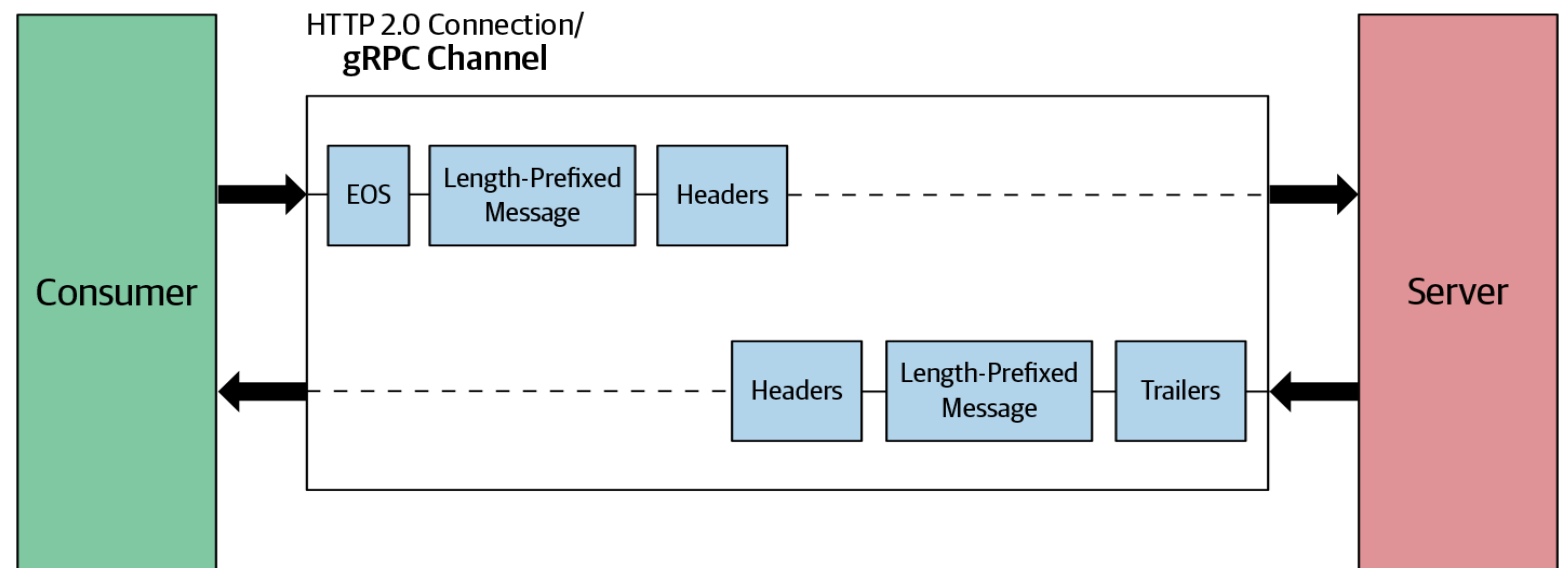 HTTP 2.0 Connection/
gRPC Channel
EOS
Length-Prefixed
Message
Headers
Consumer
Server
Headers
Length-Prefixed
Message
Trailers